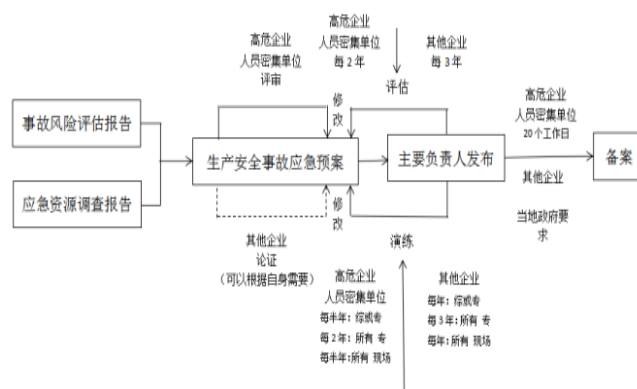 高危企业
人员密集单位
评审
高危企业
人员密集单位
每2年
其他企业
每3年
修
改
评估
事故风险评估报告
应急资源调查报告
生产安全事故应急预案
主要负责人发布
高危企业
人员密集单位
20个工作日
其他企业
当地政府要
求
备案
修
改
其他企业
论证
（可以根据自身需要）
演练
高危企业
人员密集单位
每半年：综或专
每2年：所有 专
每半年：所有 现场
其他企业
每年：综或专
每3年：所有 专
每年：所有 现场